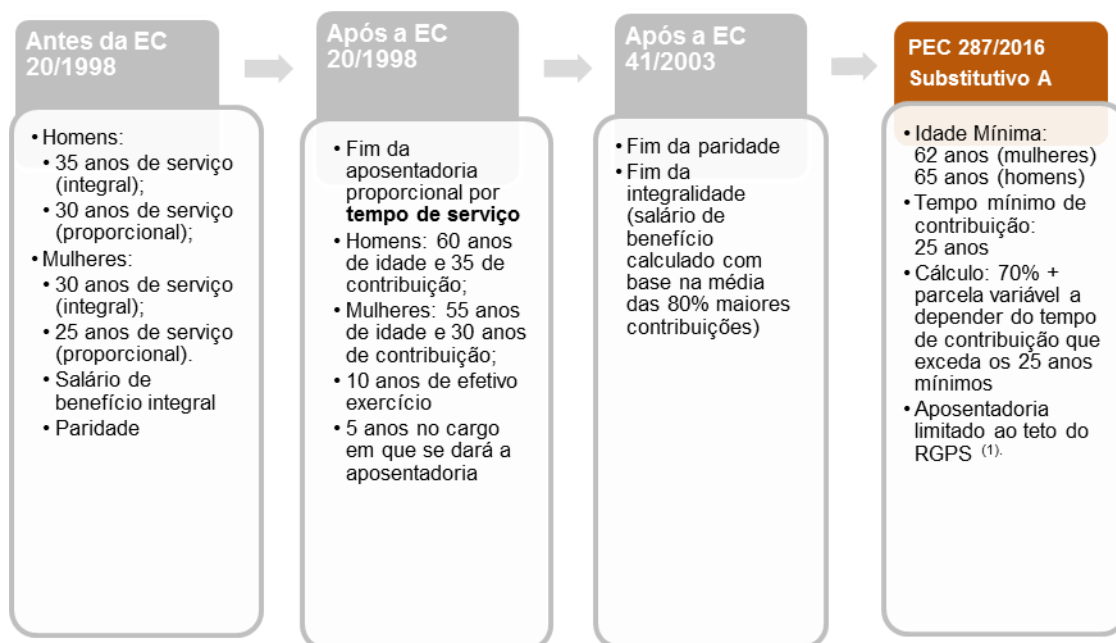 Antes da EC
20/1998
• Homens:
• 35 anos de serviço
(integral);
• 30 anos de serviço
(proporcional);
• Mulheres:
• 30 anos de serviço
(integral);
• 25 anos de serviço
(proporcional).
• Salário de
benefício integral
• Paridade
Após a EC
20/1998
• Fim da
aposentadoria
proporcional por
tempo de serviço
• Homens: 60 anos
de idade e 35 de
contribuição;
• Mulheres: 55 anos
de idade e 30 anos
de contribuição;
• 10 anos de efetivo
exercício
• 5 anos no cargo
em que se dará a
aposentadoria
Após a EC
41/2003
• Fim da paridade
• Fim da
integralidade
(salário de
benefício
calculado com
base na média
das 80% maiores
contribuições)
PEC 287/2016
Substitutivo A
• Idade Mínima:
62 anos (mulheres)
65 anos (homens)
• Tempo mínimo de
contribuição:
25 anos
• Cálculo: 70% +
parcela variável a
depender do tempo
de contribuição que
exceda os 25 anos
mínimos
• Aposentadoria
limitado ao teto do
RGPS (1).